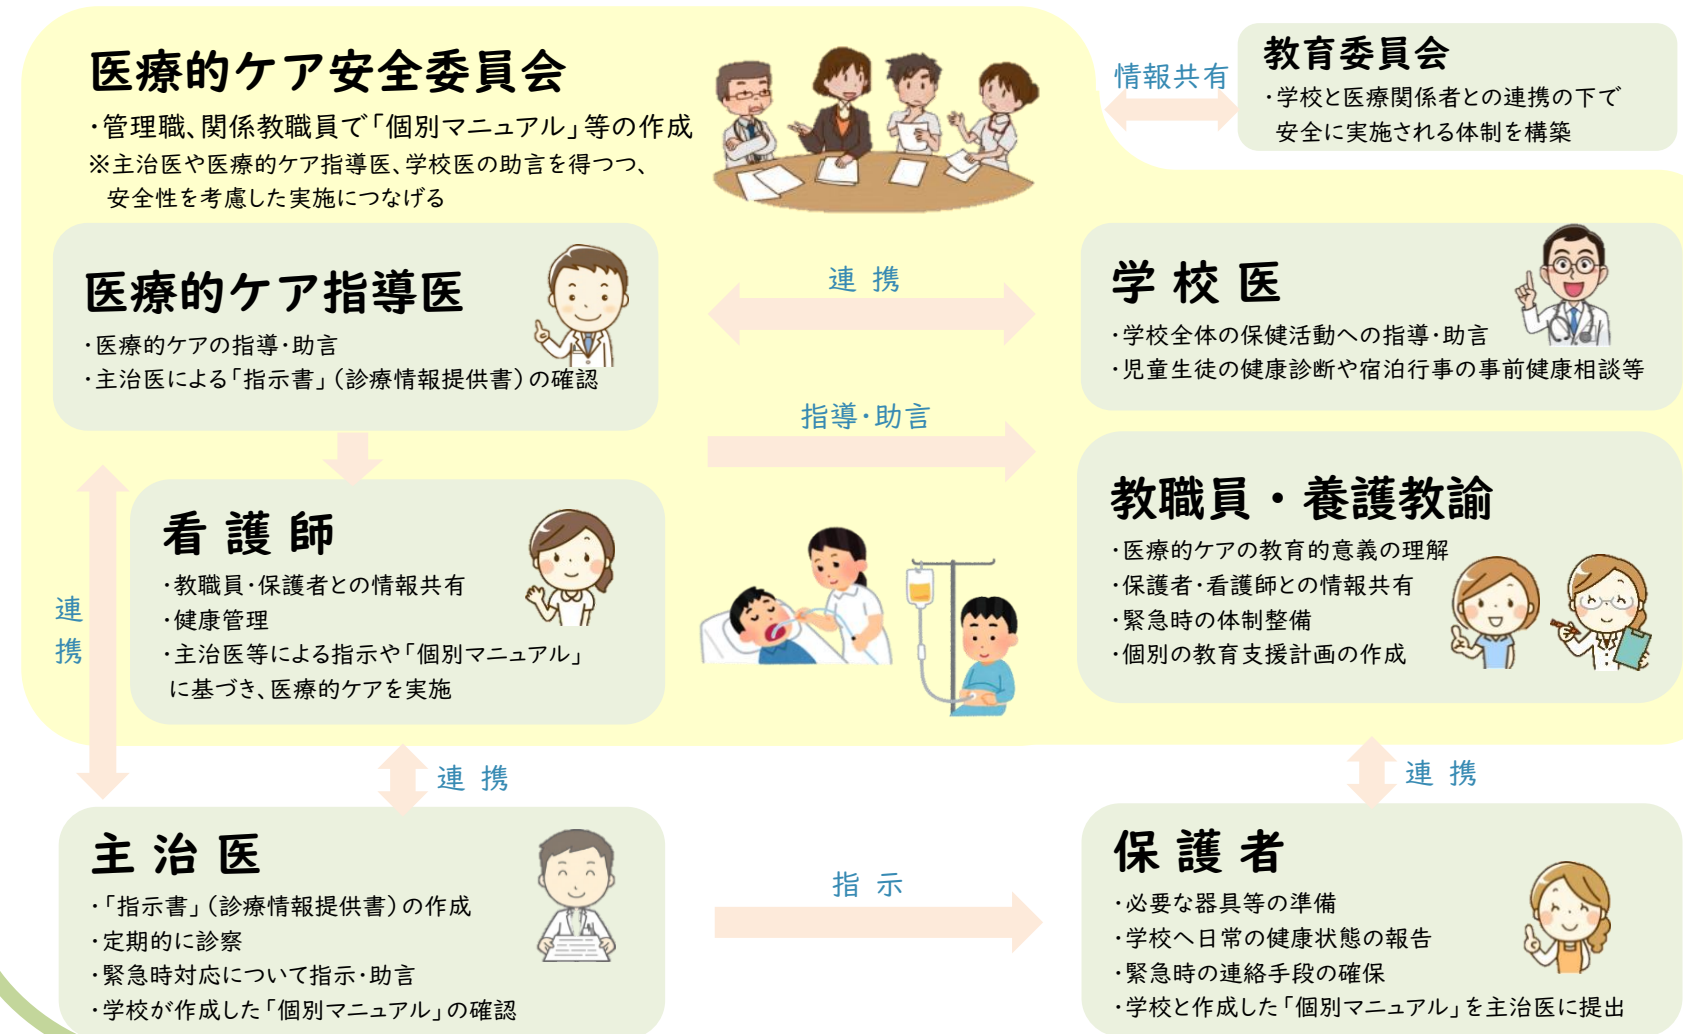 医療的ケア安全委員会
・管理職、関係教職員で「個別マニュアル」等の作成
※主治医や医療的ケア指導医、学校医の助言を得つつ、
安全性を考慮した実施につなげる
情報共有
教育委員会
・学校と医療関係者との連携の下で
安全に実施される体制を構築
医療的ケア指導医
・医療的ケアの指導・助言
・主治医による「指示書」（診療情報提供書）の確認
連 携
学 校 医
・学校全体の保健活動への指導・助言
・児童生徒の健康診断や宿泊行事の事前健康相談等
指導・助言
看 護 師
・教職員・保護者との情報共有
・健康管理
・主治医等による指示や「個別マニュアル」
に基づき、医療的ケアを実施
教職員・養護教諭
・医療的ケアの教育的意義の理解
・保護者・看護師との情報共有
・緊急時の体制整備
・個別の教育支援計画の作成
連
携
連 携
連 携
主 治 医
・「指示書」（診療情報提供書）の作成
・定期的に診察
・緊急時対応について指示・助言
・学校が作成した「個別マニュアル」の確認
指 示
保 護 者
・必要な器具等の準備
・学校へ日常の健康状態の報告
・緊急時の連絡手段の確保
・学校と作成した「個別マニュアル」を主治医に提出